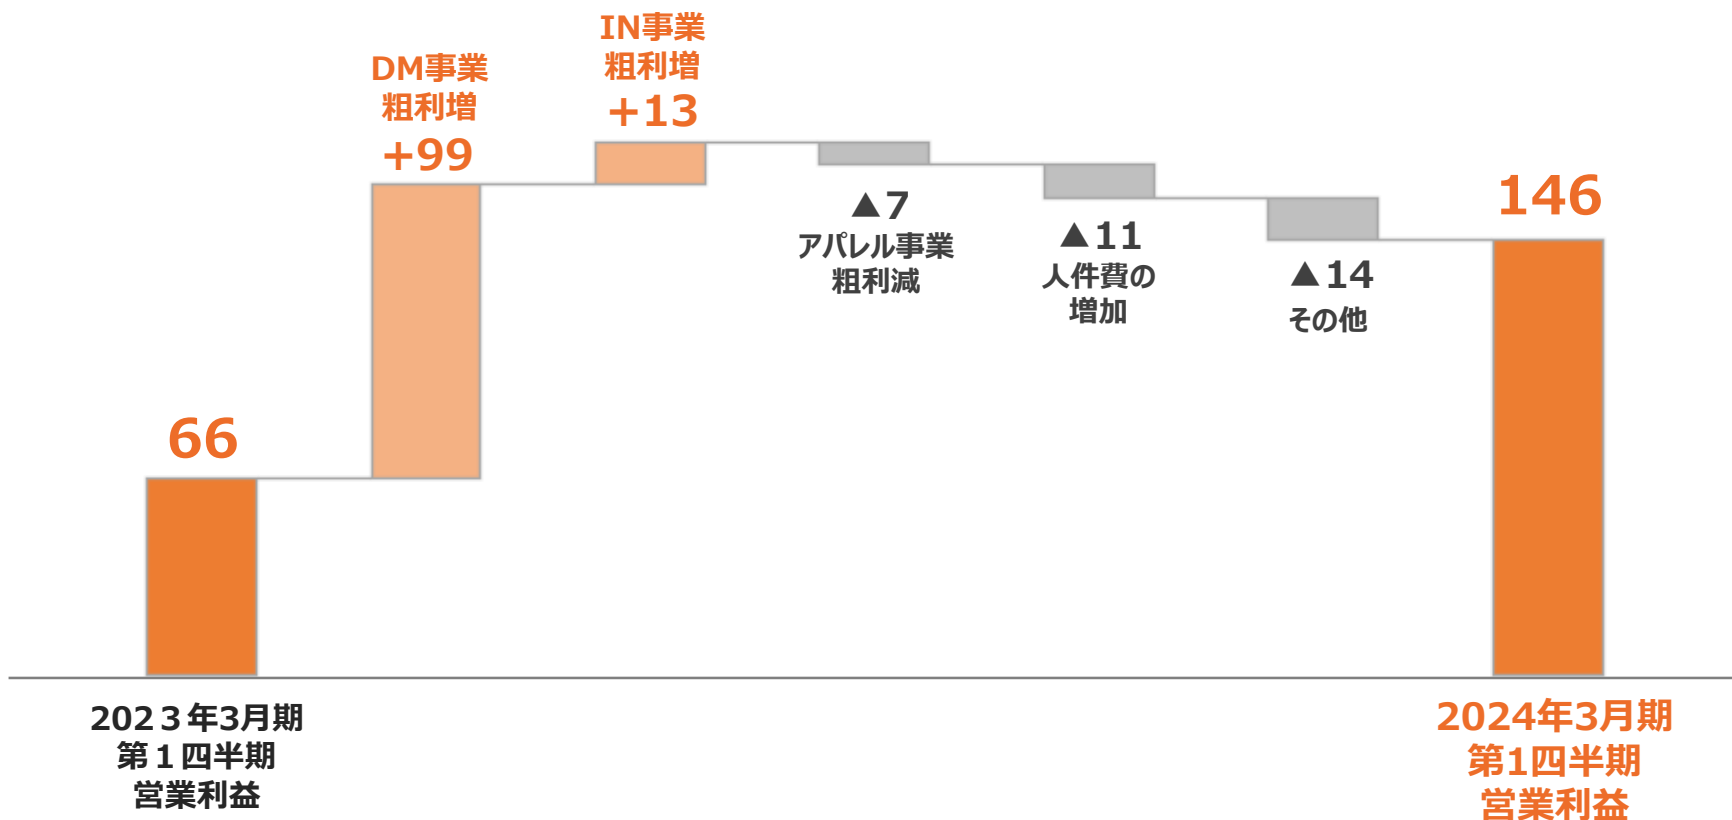 IN事業
粗利増
+13
DM事業
粗利増
+99
66
▲7
アパレル事業
粗利減
▲11
人件費の
増加
▲14
その他
146
202３年3月期
第１四半期
営業利益
2024年3月期
第1四半期
営業利益